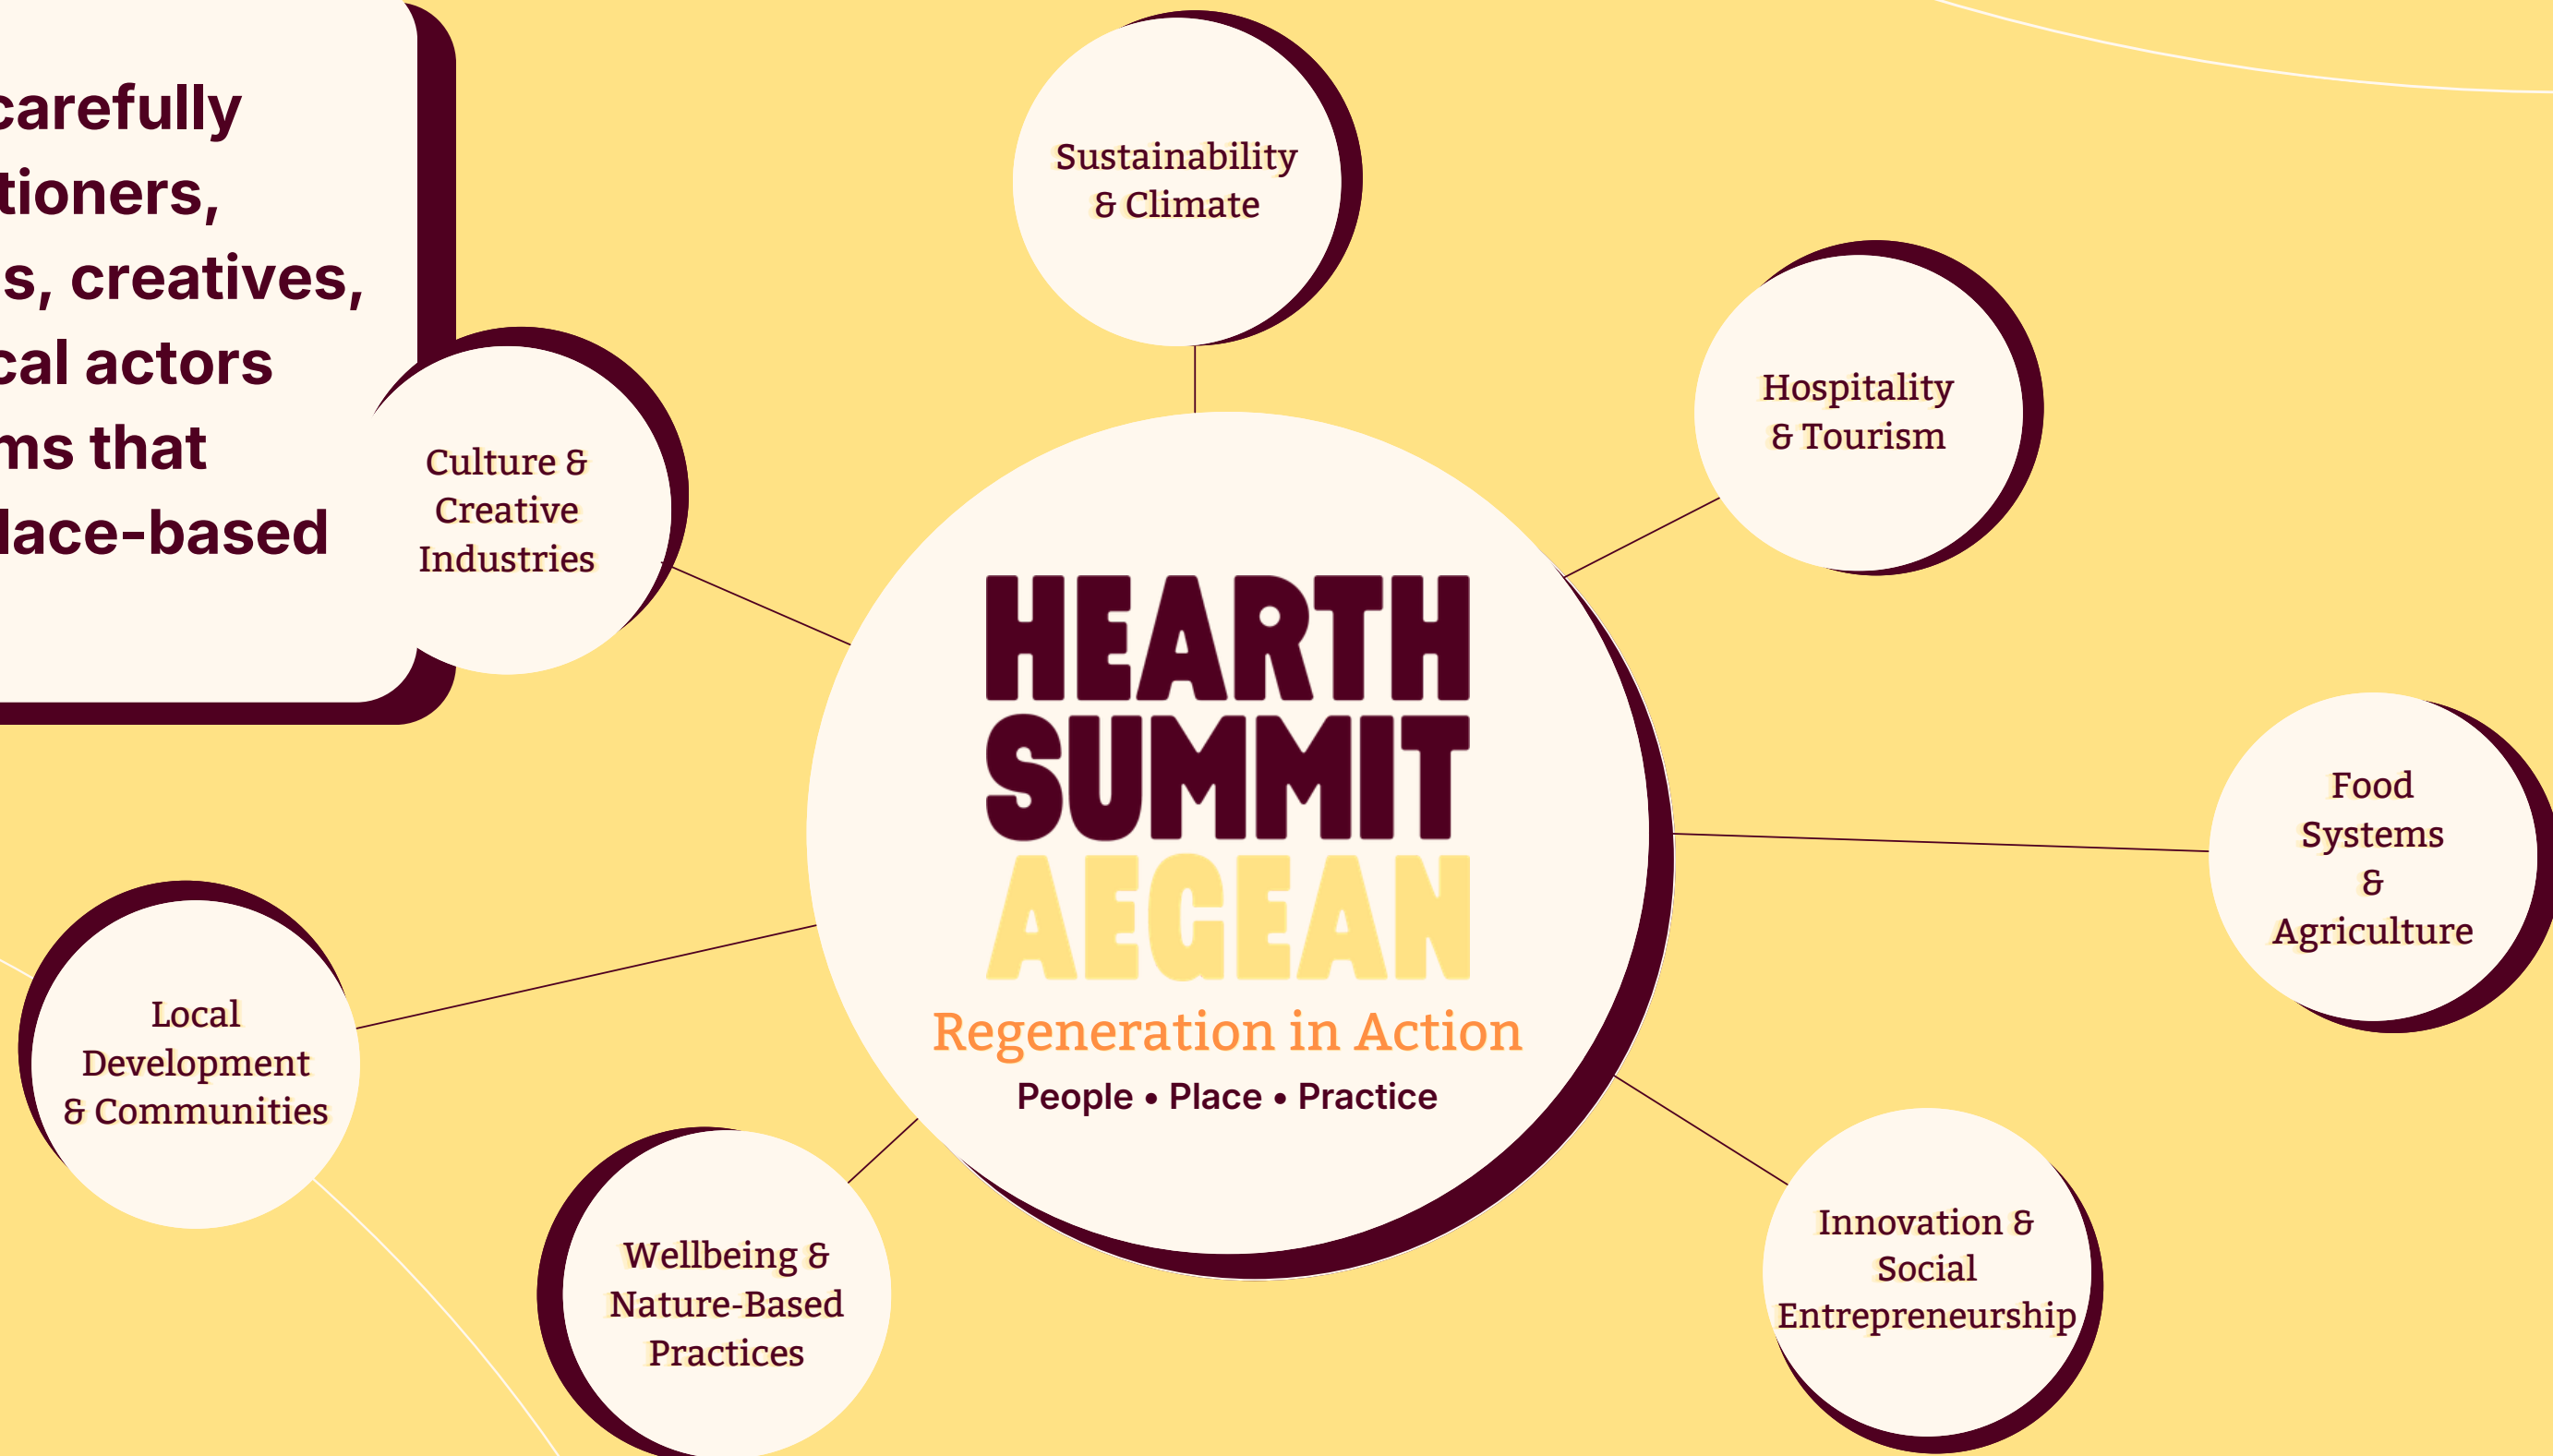 carefully
tioners,
s, creatives,
cal actors
ms that
lace-based
Sustainability
& Climate
Hospitality
& Tourism
Culture &
Creative
Industries
HEARTH
SUMMIT
AEGEAN
Regeneration in Action
People • Place • Practice
Food
Systems
&
Agriculture
Local
Development
& Communities
Wellbeing &
Nature-Based
Practices
Innovation &
Social
Entrepreneurship